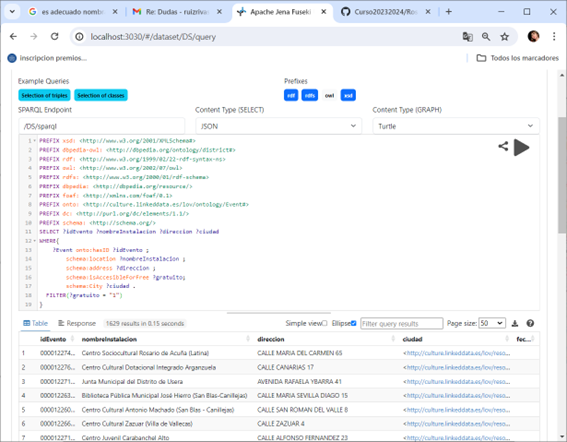 es adecuado nomb
Re: Dudas - ruizrivas
Apache Jena Fuseki
Curso20232024/Ros
localhost:3030/#/dataset/DS/query
inscripcion premios...
Todos los marcadores
Example Queries
Prefixes
Selection of triples
Selection of classes
rdf
rdfs
owl
xsd
SPARQL Endpoint
Content Type (SELECT)
Content Type (GRAPH)
/DS/sparql
JSON
Turtle
1 PREFIX xsd: <http://www.w3.org/2001/XMLSchema#>
2 PREFIX dbpedia-owl: <http://dbpedia.org/ontology/district#>
3 PREFIX rdf: <http://www.w3.org/1999/02/22-rdf-syntax-ns>
4 PREFIX owl: <http://www.w3.org/2002/07/owl>
5 PREFIX rdfs: <http://www.w3.org/2000/01/rdf-schema>
6 PREFIX dbpedia: <http://dbpedia.org/resource/>
7 PREFIX foaf: <http://xmlns.com/foaf/0.1>
8 PREFIX onto: <http://culture.linkeddata.es/lov/ontology/Event#>
9 PREFIX dc: <http://purl.org/dc/elements/1.1/>
10 PREFIX schema: <http://schema.org/>
11 SELECT ?idEvento ?nombreInstalacion ?direccion ?ciudad
12 WHERE{
13 ?Event onto:hasID ?idEvento ;
14 schema:location ?nombreInstalacion ;
15 schema:address ?direccion ;
16 schema:isAccesibleForFree ?gratuito;
17 schema:City ?ciudad .
18 FILTER(?gratuito = "1")
19 }
Table
Response
1629 results in 0.15 seconds
Simple view
Ellipse
Filter query results
Page size: 50
idEvento nombreInstalacion direccion ciudad fec...
1 000012274... Centro Sociocultural Rosario de Acuña (Latina) CALLE MARIA DEL CARMEN 65 <http://culture.linkeddata.es/lov/reso...
2 000012276... Centro Cultural Dotacional Integrado Arganzuela CALLE CANARIAS 17 <http://culture.linkeddata.es/lov/reso...
3 000012271... Junta Municipal del Distrito de Usera AVENIDA RAFAELA YBARRA 41 <http://culture.linkeddata.es/lov/reso...
4 000012263... Biblioteca Pública Municipal José Hierro (San Blas-Canillejas) CALLE MARIA SEVILLA DIAGO 15 <http://culture.linkeddata.es/lov/reso...
5 000012260... Centro Cultural Antonio Machado (San Blas - Canillejas) CALLE SAN ROMAN DEL VALLE 8 <http://culture.linkeddata.es/lov/reso...
6 000012266... Centro Cultural Zazuar (Villa de Vallecas) CALLE ZAZUAR 4 <http://culture.linkeddata.es/lov/reso...
7 000012271... Centro Juvenil Carabanchel Alto CALLE ALFONSO FERNANDEZ 23 <http://culture.linkeddata.es/lov/reso...